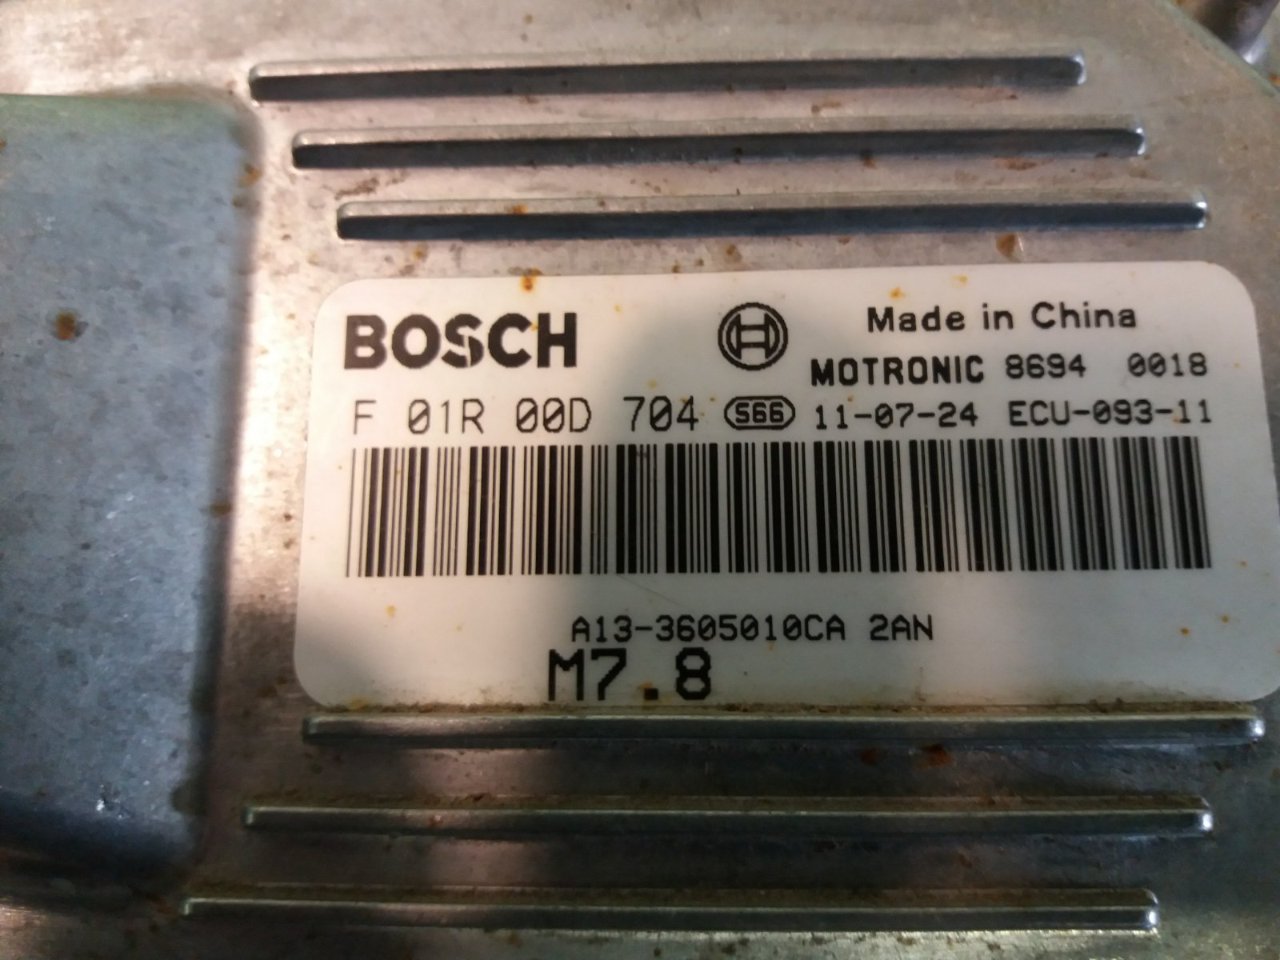 BOSCH
Made in China
MOTRONIC 8694 0018
F 01R 00D 704 S66 11-07-24 ECU-093-11
A13-3605010CA 2AN
M7.8